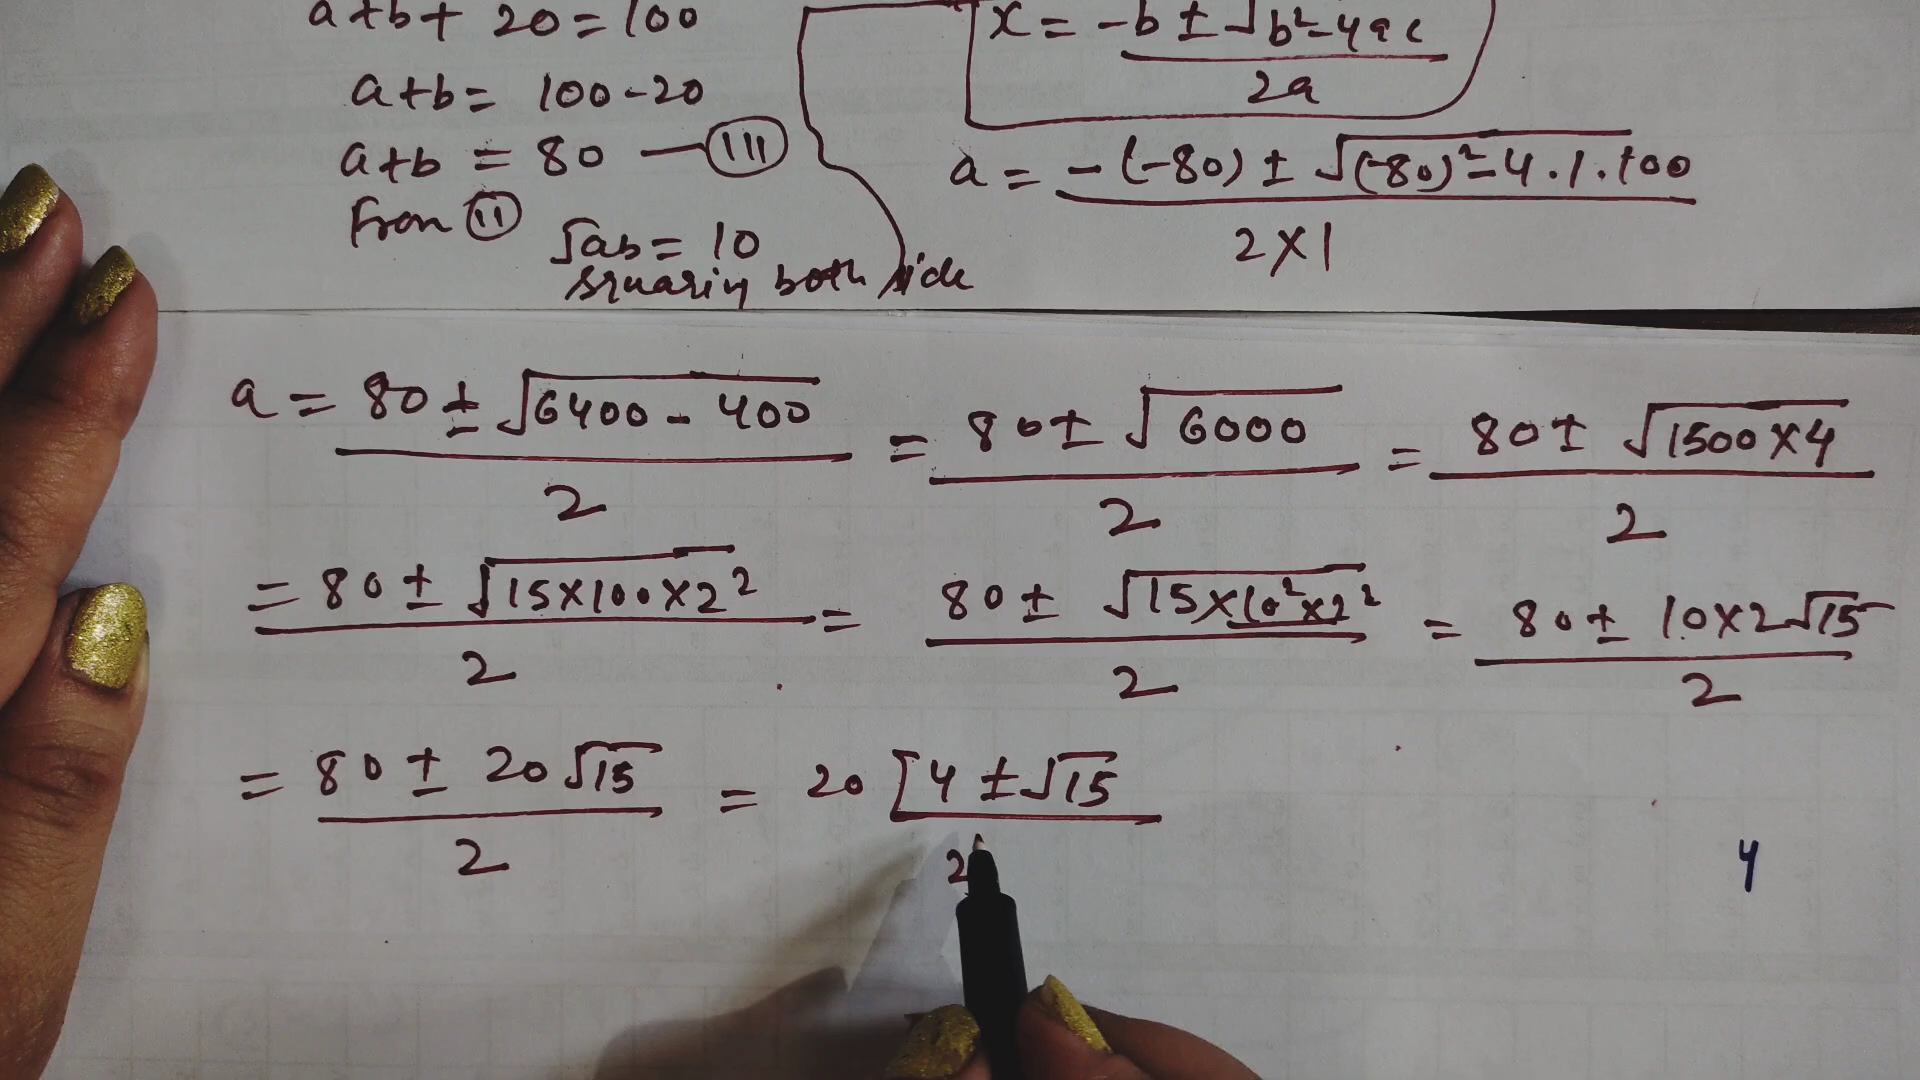 a+b+ 20=100
a+b= 100-20
a+b = 80 — III
From II
√ab= 10
squaring both side
x = -b ± √b²-4ac
2a
a = -(-80) ± √(-80)²-4.1.100
2×1
a = 80 ± √6400 - 400 = 80 ± √6000 = 80 ± √1500×4
2 2 2
= 80 ± √15×100×2² = 80 ± √15×10²×2² = 80 ± 10×2√15
2 2 2
= 80 ± 20√15 = 20 [4 ± √15
2 2
4